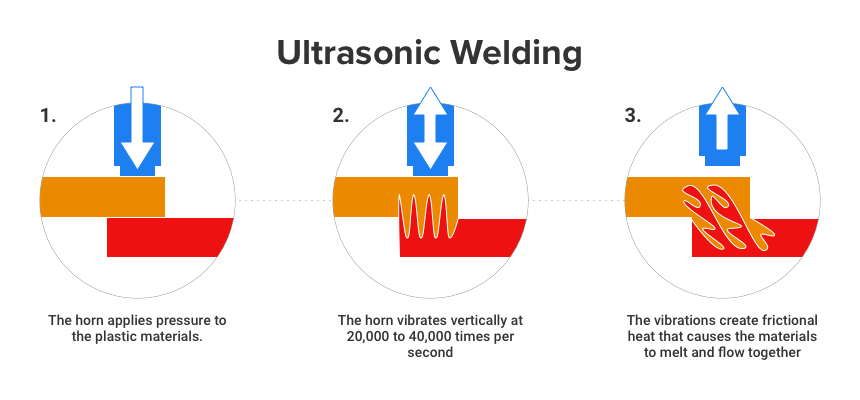 Ultrasonic Welding
1.
The horn applies pressure to
the plastic materials.
2.
The horn vibrates vertically at
20,000 to 40,000 times per
second
3.
The vibrations create frictional
heat that causes the materials
to melt and flow together